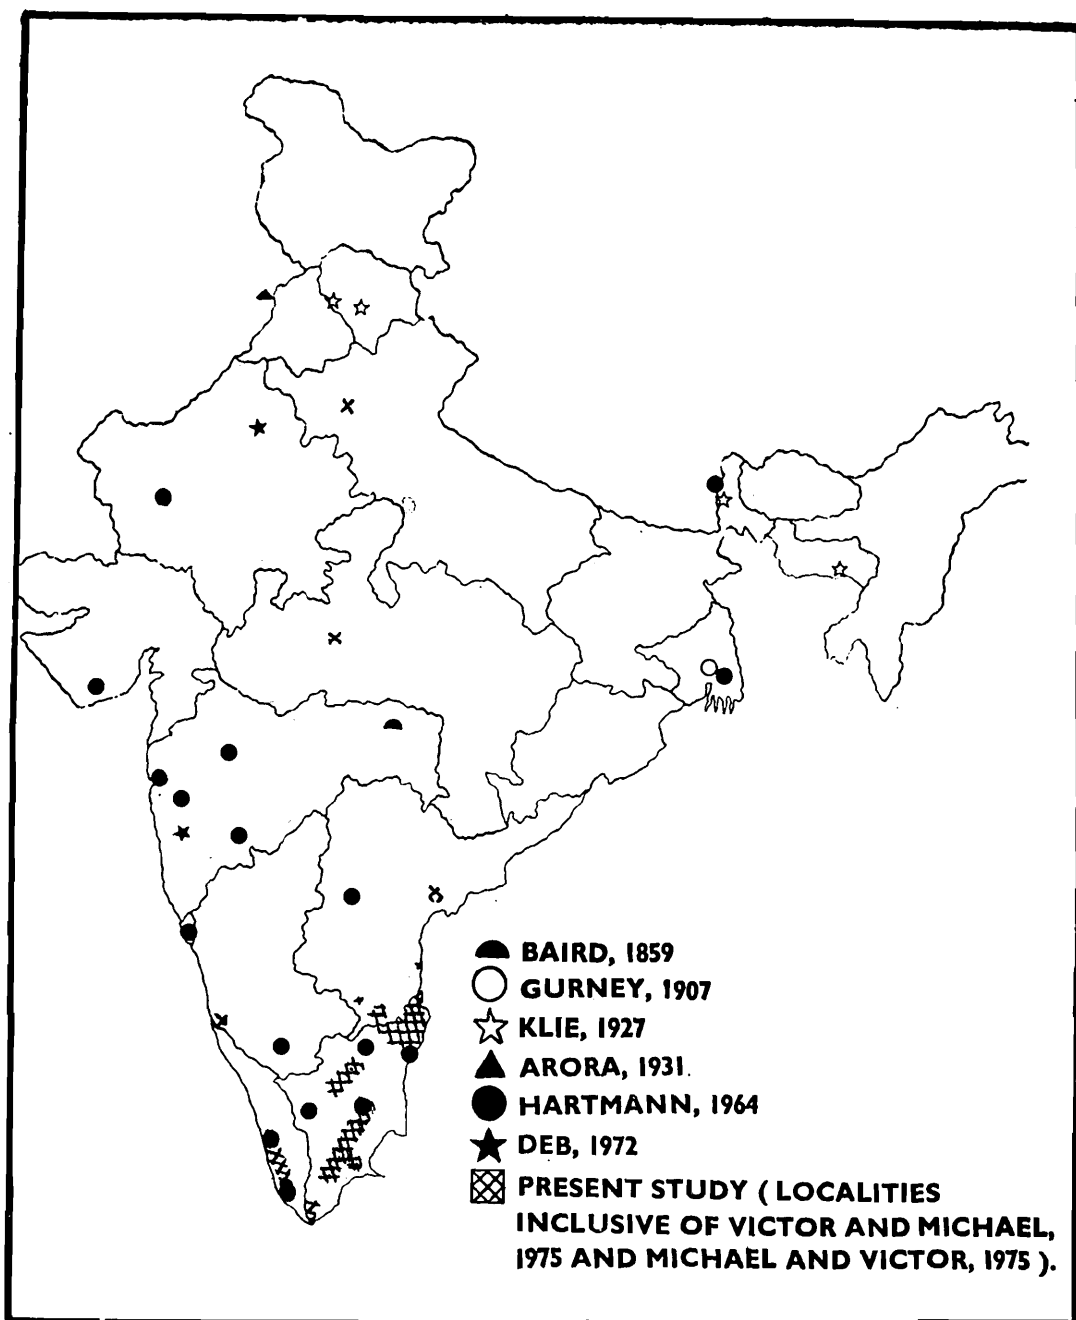 BAIRD, 1859
GURNEY, 1907
KLIE, 1927
ARORA, 1931.
HARTMANN, 1964
DEB, 1972
PRESENT STUDY ( LOCALITIES
INCLUSIVE OF VICTOR AND MICHAEL,
1975 AND MICHAEL AND VICTOR, 1975 ).